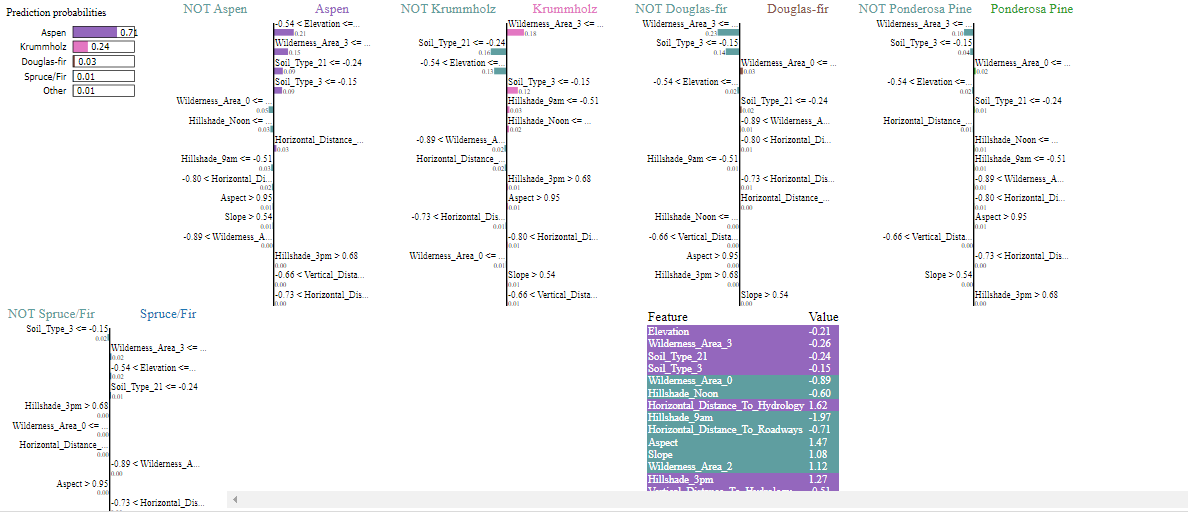 Prediction probabilities
Aspen 0.71
Krummholz 0.24
Douglas-fir 0.03
Spruce/Fir 0.01
Other 0.01
NOT Aspen Aspen
-0.54 < Elevation <= ...
0.21
Wilderness_Area_3 <= ...
0.15
Soil_Type_21 <= -0.24
0.09
Soil_Type_3 <= -0.15
0.09
Wilderness_Area_0 <= ...
0.05
Hillshade_Noon <= ...
0.03
Horizontal_Distance_...
0.03
Hillshade_9am <= -0.51
0.03
-0.80 < Horizontal_Di...
0.02
Aspect > 0.95
0.01
Slope > 0.54
0.01
-0.89 < Wilderness_A...
0.00
Hillshade_3pm > 0.68
0.00
-0.66 < Vertical_Dista...
0.00
-0.73 < Horizontal_Dis...
0.00
NOT Krummholz Krummholz
Wilderness_Area_3 <= ...
0.18
Soil_Type_21 <= -0.24
0.16
-0.54 < Elevation <= ...
0.13
Soil_Type_3 <= -0.15
0.12
Hillshade_9am <= -0.51
0.03
Hillshade_Noon <= ...
0.02
-0.89 < Wilderness_A...
0.02
Horizontal_Distance_...
0.02
Hillshade_3pm > 0.68
0.01
Aspect > 0.95
0.01
-0.73 < Horizontal_Dis...
0.01
-0.80 < Horizontal_Di...
0.01
Wilderness_Area_0 <= ...
0.01
Slope > 0.54
0.01
-0.66 < Vertical_Dista...
0.01
NOT Douglas-fir Douglas-fir
Wilderness_Area_3 <= ...
0.23
Soil_Type_3 <= -0.15
0.14
Wilderness_Area_0 <= ...
0.03
-0.54 < Elevation <= ...
0.02
Soil_Type_21 <= -0.24
0.02
-0.89 < Wilderness_A...
0.01
-0.80 < Horizontal_Di...
0.01
Hillshade_9am <= -0.51
0.01
-0.73 < Horizontal_Dis...
0.01
Horizontal_Distance_...
0.00
Hillshade_Noon <= ...
0.00
-0.66 < Vertical_Dista...
0.00
Aspect > 0.95
0.00
Hillshade_3pm > 0.68
0.00
Slope > 0.54
0.00
NOT Ponderosa Pine Ponderosa Pine
Wilderness_Area_3 <= ...
0.10
Soil_Type_3 <= -0.15
0.04
Wilderness_Area_0 <= ...
0.02
-0.54 < Elevation <= ...
0.02
Soil_Type_21 <= -0.24
0.01
Horizontal_Distance_...
0.01
Hillshade_Noon <= ...
0.01
Hillshade_9am <= -0.51
0.01
-0.89 < Wilderness_A...
0.01
-0.80 < Horizontal_Di...
0.01
Aspect > 0.95
0.00
-0.66 < Vertical_Dista...
0.00
-0.73 < Horizontal_Dis...
0.00
Slope > 0.54
0.00
Hillshade_3pm > 0.68
0.00
NOT Spruce/Fir Spruce/Fir
Soil_Type_3 <= -0.15
0.02
Wilderness_Area_3 <= ...
0.02
-0.54 < Elevation <=...
0.02
Soil_Type_21 <= -0.24
0.01
Hillshade_3pm > 0.68
0.00
Wilderness_Area_0 <= ...
0.00
Horizontal_Distance_...
0.00
-0.89 < Wilderness_A...
0.00
Aspect > 0.95
0.00
-0.73 < Horizontal_Dis...
Feature Value
Elevation -0.21
Wilderness_Area_3 -0.26
Soil_Type_21 -0.24
Soil_Type_3 -0.15
Wilderness_Area_0 -0.89
Hillshade_Noon -0.60
Horizontal_Distance_To_Hydrology 1.62
Hillshade_9am -1.97
Horizontal_Distance_To_Roadways -0.71
Aspect 1.47
Slope 1.08
Wilderness_Area_2 1.12
Hillshade_3pm 1.27
Vertical_Distance_To_Hydrology -0.51